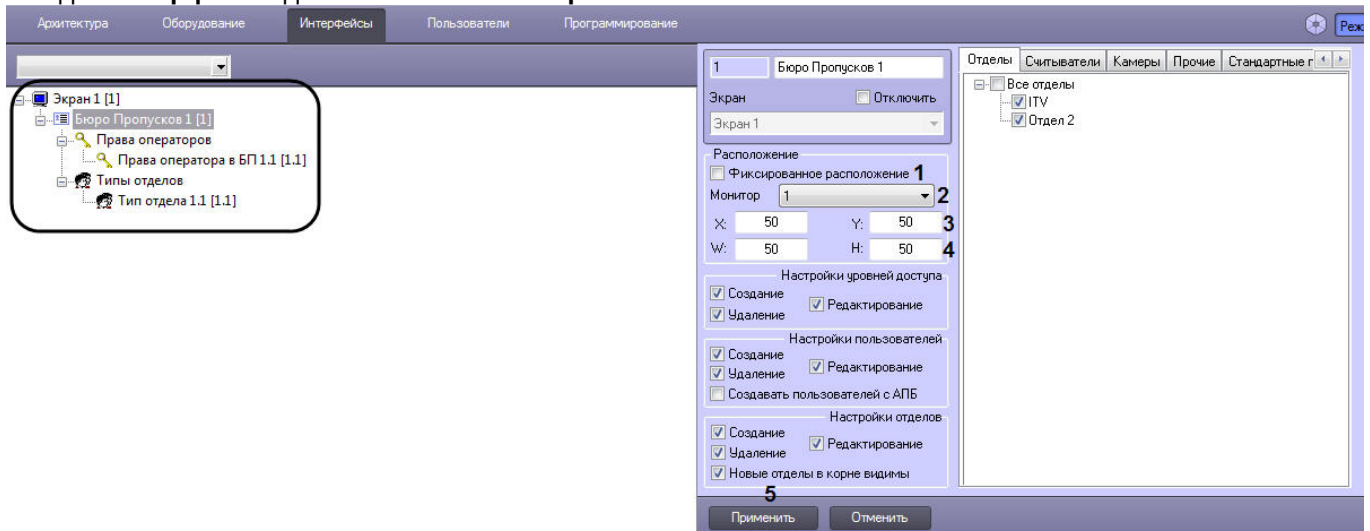 Архитектура Оборудование Интерфейсы Пользователи Программирование
Экран 1 [1]
Бюро Пропусков 1 [1]
Права операторов
Права оператора в БП 1.1 [1.1]
Типы отделов
Тип отдела 1.1 [1.1]
1 Бюро Пропусков 1
Экран Отключить
Экран 1
Расположение
Фиксированное расположение 1
Монитор 1 2
X: 50 Y: 50 3
W: 50 H: 50 4
Настройки уровней доступа
Создание
Редактирование
Удаление
Настройки пользователей
Создание
Редактирование
Удаление
Создавать пользователей с АПБ
Настройки отделов
Создание
Редактирование
Удаление
Новые отделы в корне видимы
5
Применить Отменить
Отделы Считыватели Камеры Прочие Стандартные
Все отделы
ITV
Отдел 2